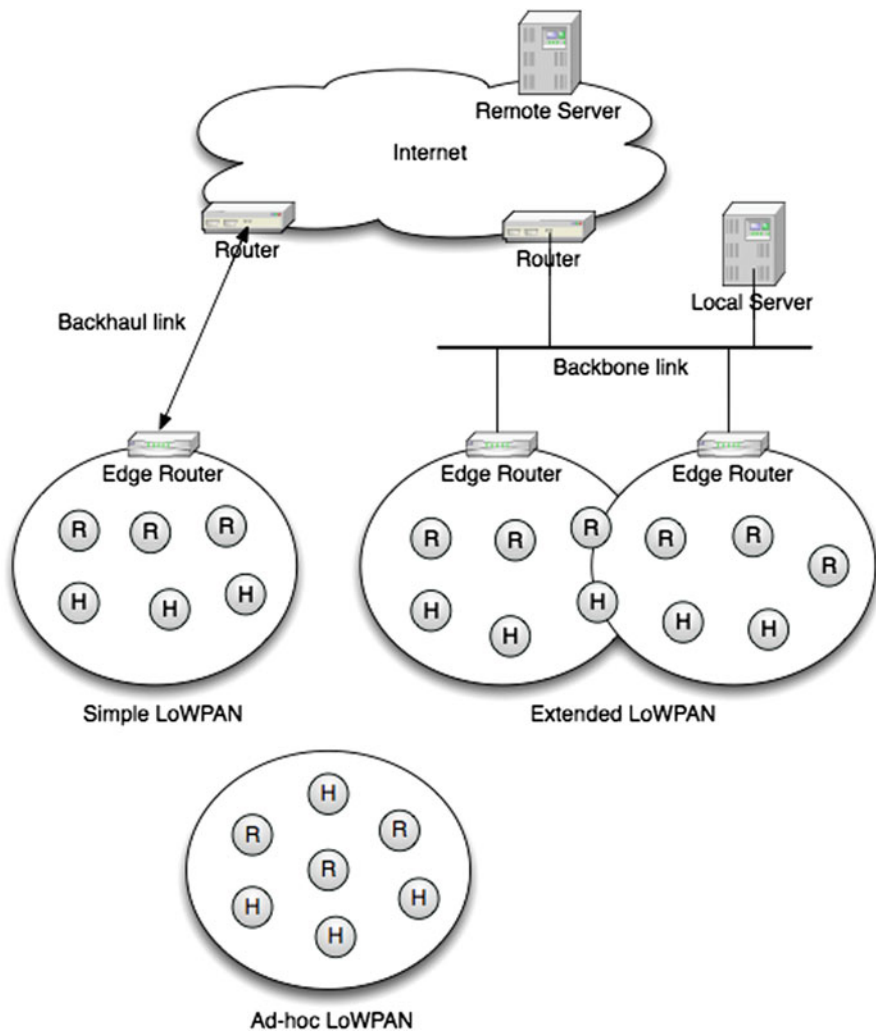 Remote Server
Internet
Router
Router
Local Server
Backhaul link
Backbone link
Edge Router
Edge Router
Edge Router
R
R
R
H
H
H
R
R
R
R
R
R
H
H
H
H
H
Simple LoWPAN
Extended LoWPAN
H
R
R
R
H
H
H
Ad-hoc LoWPAN